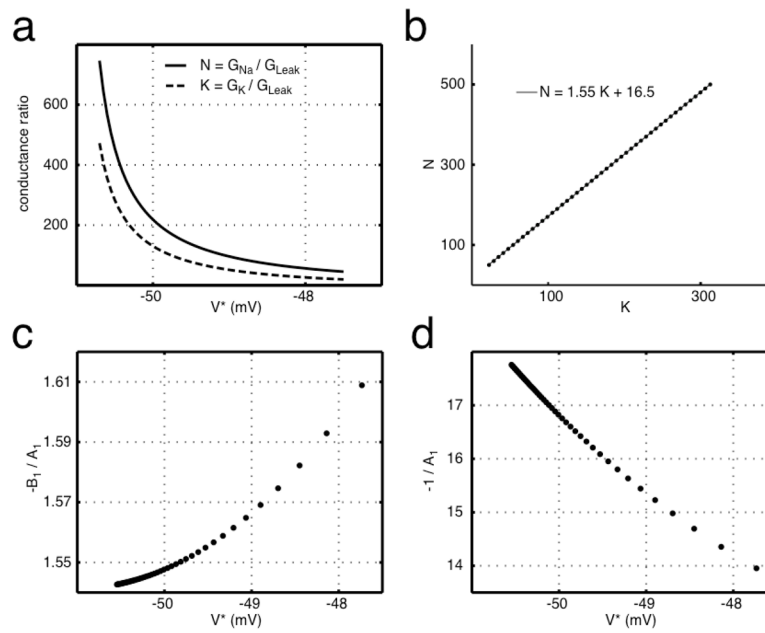 a
N = G_Na / G_Leak
K = G_K / G_Leak
conductance ratio
600
400
200
-50
-48
V* (mV)
b
N = 1.55 K + 16.5
N
500
300
100
100
300
K
c
-B_1 / A_1
1.61
1.59
1.57
1.55
-50
-49
-48
V* (mV)
d
-1 / A_1
17
16
15
14
-50
-49
-48
V* (mV)